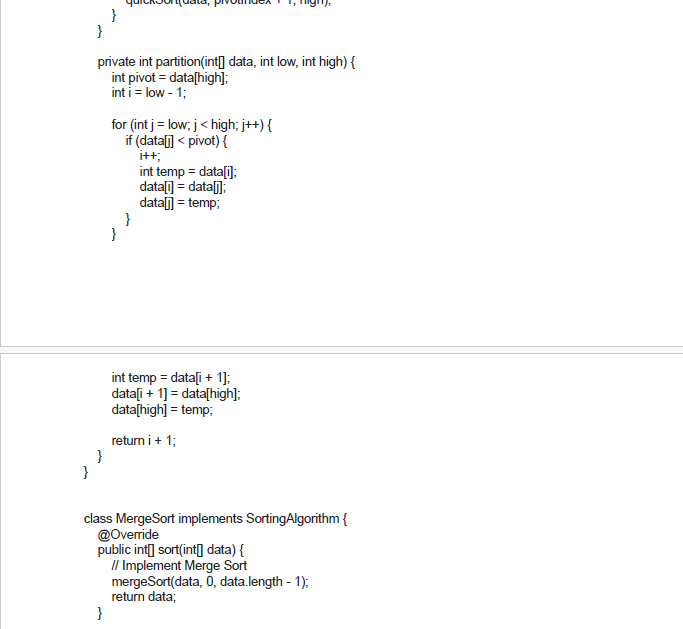 quickSort(data, pivotIndex + 1, high);
}
}
private int partition(int[] data, int low, int high) {
int pivot = data[high];
int i = low - 1;
for (int j = low; j < high; j++) {
if (data[j] < pivot) {
i++;
int temp = data[i];
data[i] = data[j];
data[j] = temp;
}
}
int temp = data[i + 1];
data[i + 1] = data[high];
data[high] = temp;
return i + 1;
}
}
class MergeSort implements SortingAlgorithm {
@Override
public int[] sort(int[] data) {
// Implement Merge Sort
mergeSort(data, 0, data.length - 1);
return data;
}